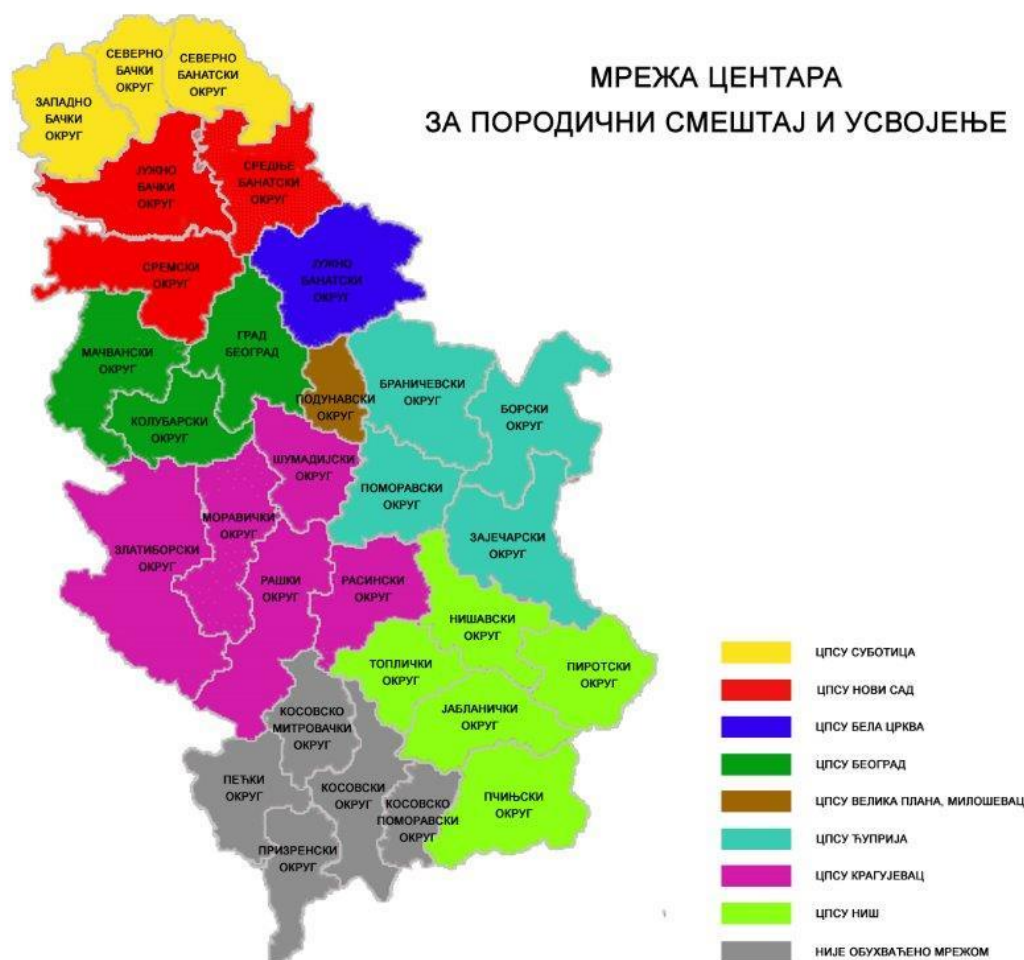 МРЕЖА ЦЕНТАРА
ЗА ПОРОДИЧНИ СМЕШТАЈ И УСВОЈЕЊЕ
СЕВЕРНО
БАЧКИ
ОКРУГ
СЕВЕРНО
БАНАТСКИ
ОКРУГ
ЗАПАДНО
БАЧКИ
ОКРУГ
ЈУЖНО
БАЧКИ
ОКРУГ
СРЕДЊЕ
БАНАТСКИ
ОКРУГ
СРЕМСКИ
ОКРУГ
ЈУЖНО
БАНАТСКИ
ОКРУГ
МАЧВАНСКИ
ОКРУГ
ГРАД
БЕОГРАД
КОЛУБАРСКИ
ОКРУГ
ПОДУНАВСКИ
ОКРУГ
БРАНИЧЕВСКИ
ОКРУГ
БОРСКИ
ОКРУГ
ШУМАДИЈСКИ
ОКРУГ
ПОМОРАВСКИ
ОКРУГ
ЗАЈЕЧАРСКИ
ОКРУГ
ЗЛАТИБОРСКИ
ОКРУГ
МОРАВИЧКИ
ОКРУГ
РАШКИ
ОКРУГ
РАСИНСКИ
ОКРУГ
НИШАВСКИ
ОКРУГ
ТОПЛИЧКИ
ОКРУГ
ПИРОТСКИ
ОКРУГ
ЈАБЛАНИЧКИ
ОКРУГ
ПЧИЊСКИ
ОКРУГ
КОСОВСКО
МИТРОВАЧКИ
ОКРУГ
ПЕЋКИ
ОКРУГ
КОСОВСКИ
ОКРУГ
КОСОВСКО
ПОМОРАВСКИ
ОКРУГ
ПРИЗРЕНСКИ
ОКРУГ
ЦПСУ СУБОТИЦА
ЦПСУ НОВИ САД
ЦПСУ БЕЛА ЦРКВА
ЦПСУ БЕОГРАД
ЦПСУ ВЕЛИКА ПЛАНА, МИЛОШЕВАЦ
ЦПСУ ЋУПРИЈА
ЦПСУ КРАГУЈЕВАЦ
ЦПСУ НИШ
НИЈЕ ОБУХВАЋЕНО МРЕЖОМ